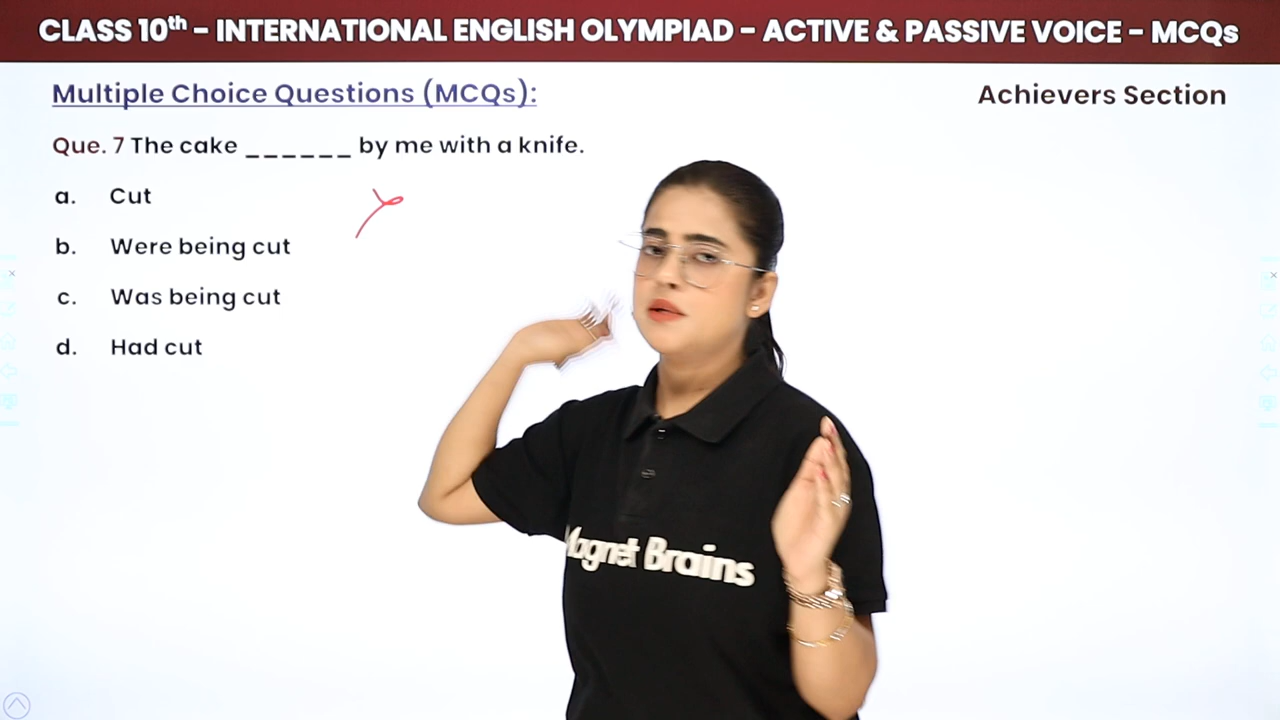 CLASS 10th – INTERNATIONAL ENGLISH OLYMPIAD – ACTIVE & PASSIVE VOICE – MCQs
Multiple Choice Questions (MCQs):
Achievers Section
Que. 7 The cake ______ by me with a knife.
a. Cut
b. Were being cut
c. Was being cut
d. Had cut
Magnet Brains